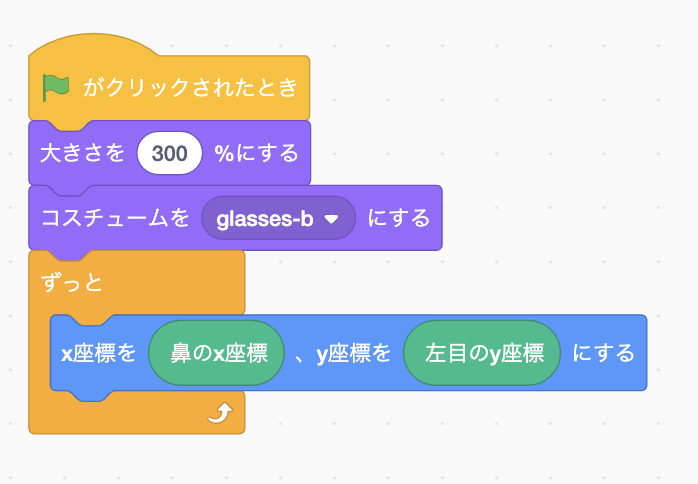 がクリックされたとき
大きさを 300 %にする
コスチュームを glasses-b にする
ずっと
x座標を 鼻のx座標 、y座標を 左目のy座標 にする